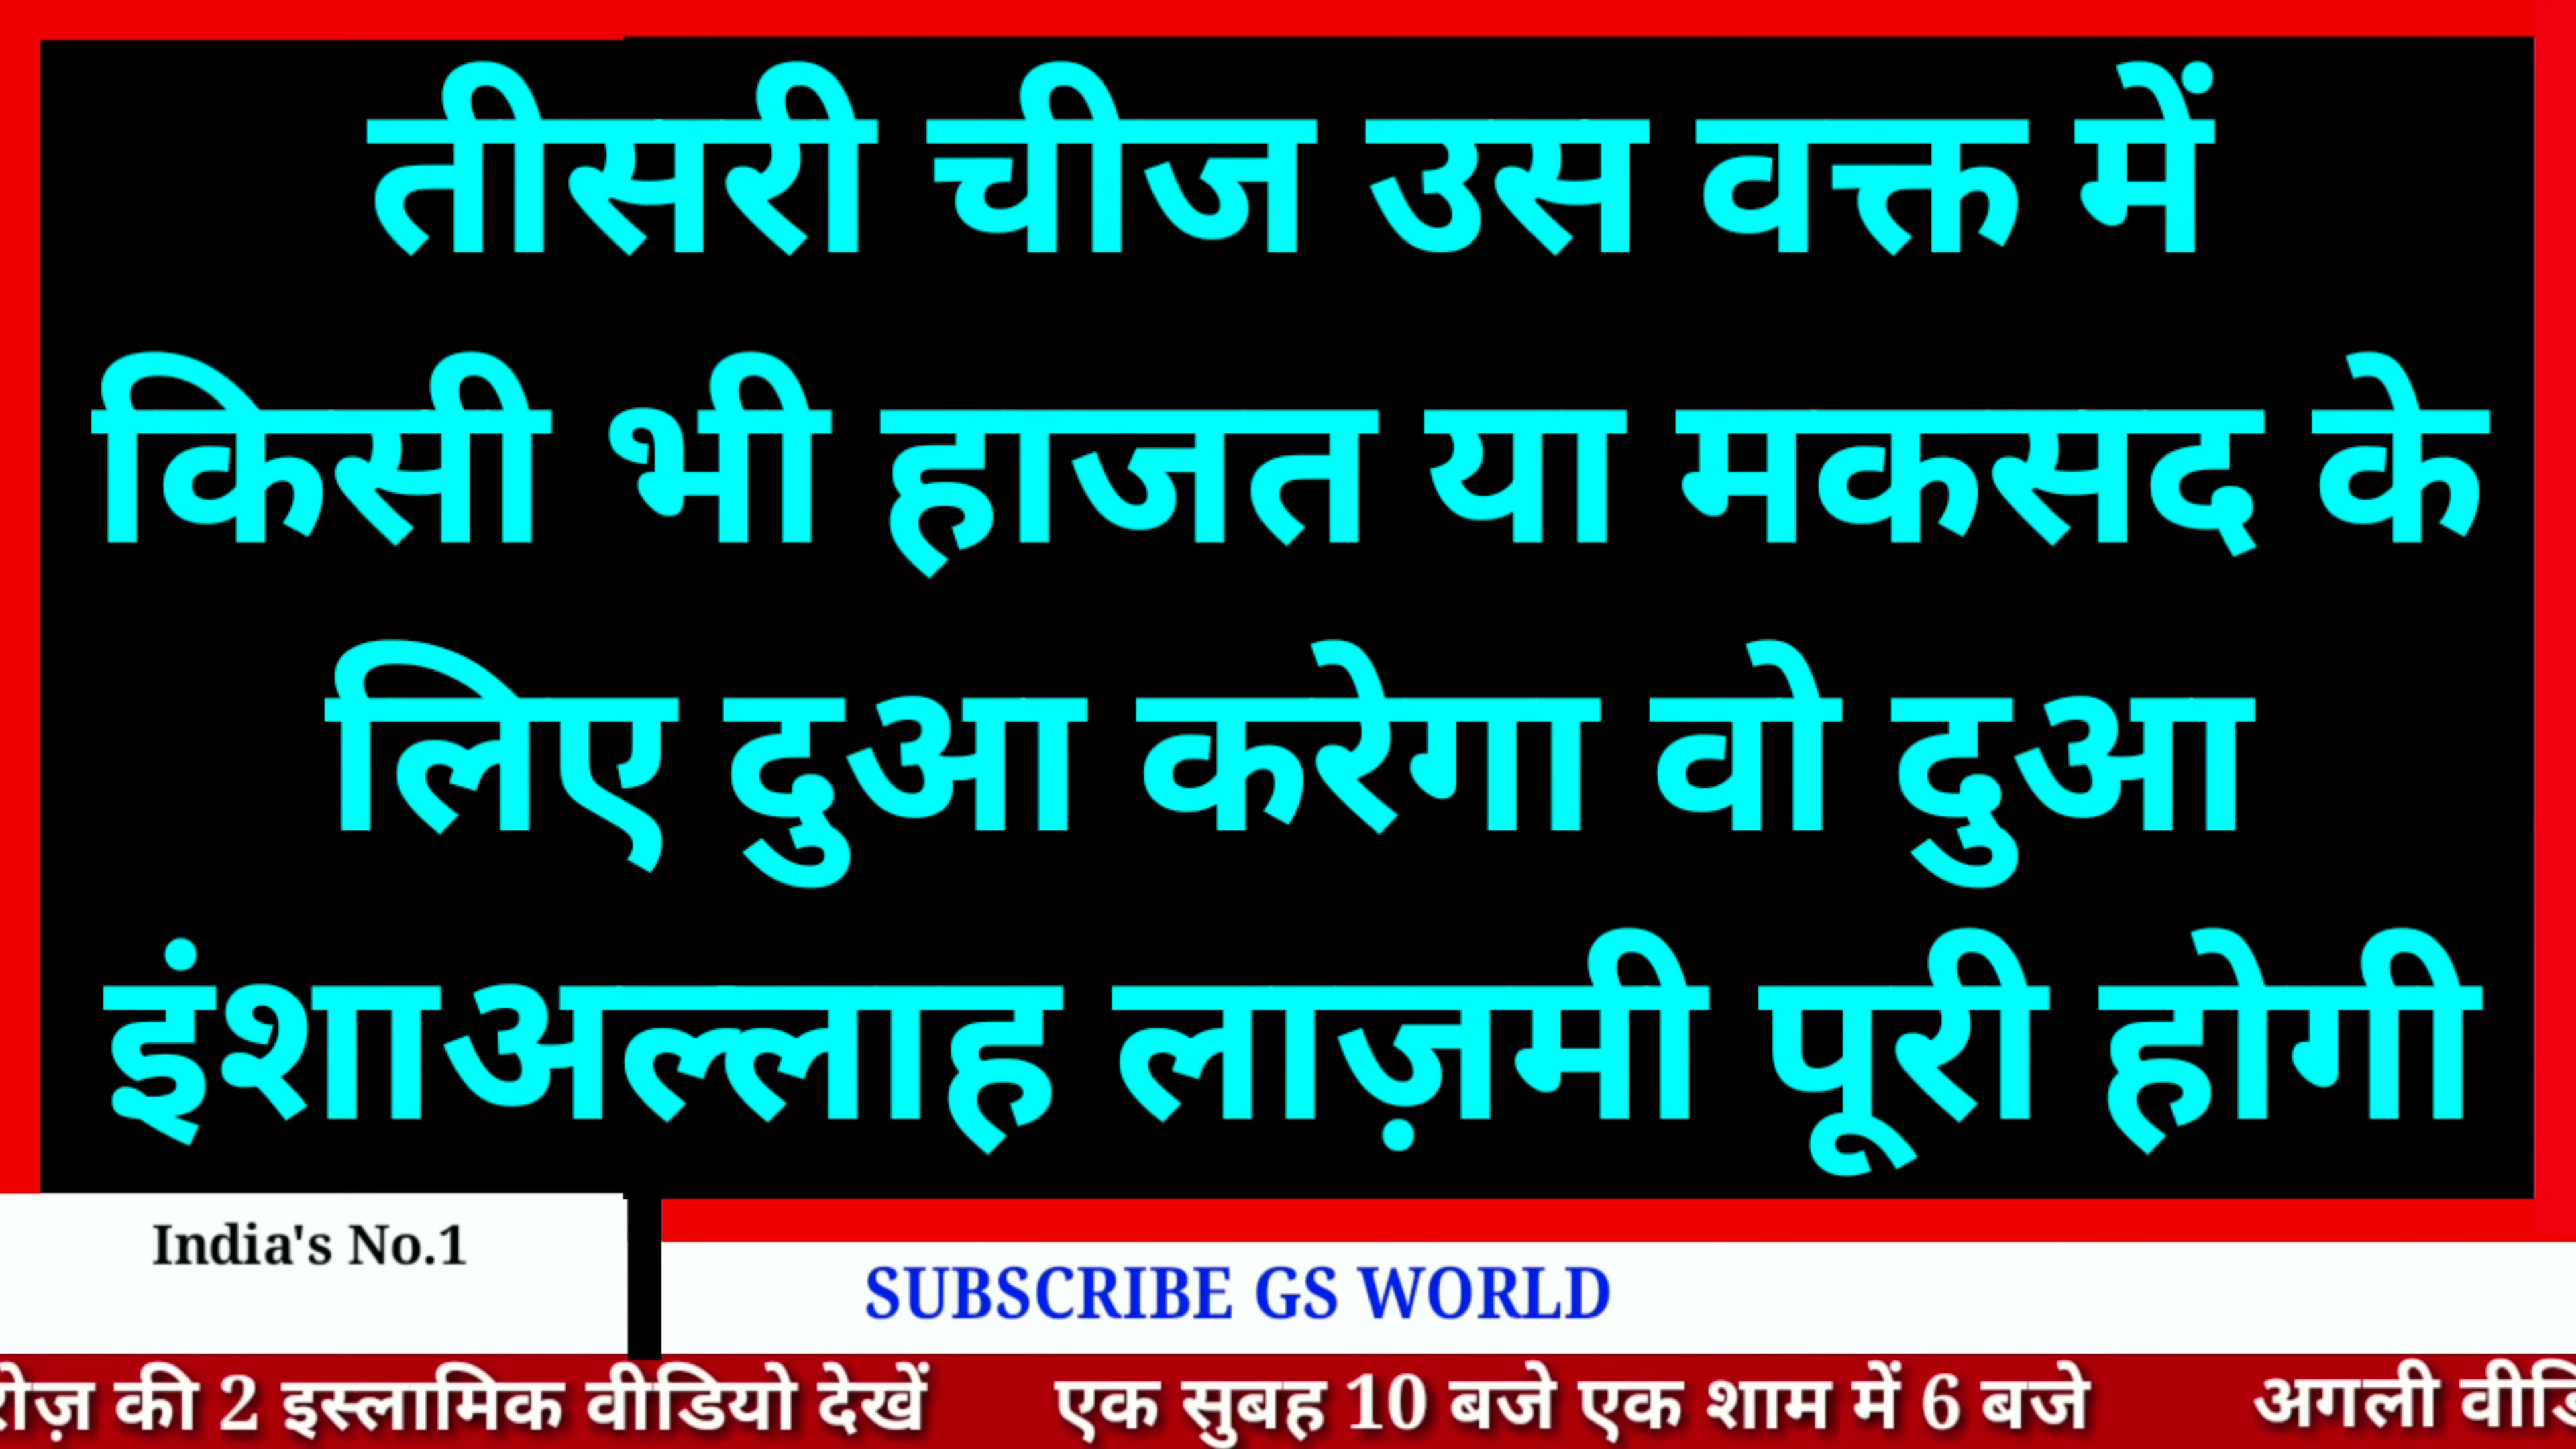 तीसरी चीज उस वक्त में
किसी भी हाजत या मकसद के
लिए दुआ करेगा वो दुआ
इंशाअल्लाह लाज़मी पूरी होगी
India's No.1
SUBSCRIBE GS WORLD
की 2 इस्लामिक वीडियो देखें एक सुबह 10 बजे एक शाम में 6 बजे अगली